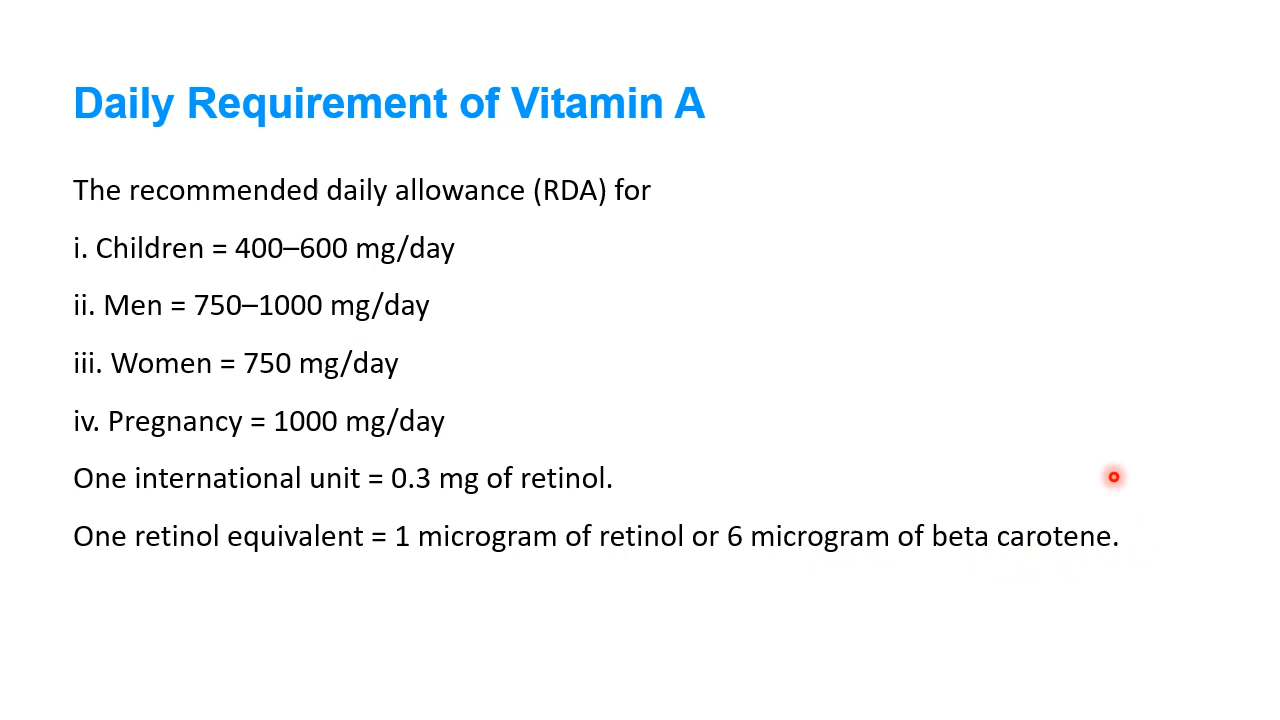 Daily Requirement of Vitamin A
The recommended daily allowance (RDA) for
i. Children = 400–600 mg/day
ii. Men = 750–1000 mg/day
iii. Women = 750 mg/day
iv. Pregnancy = 1000 mg/day
One international unit = 0.3 mg of retinol.
One retinol equivalent = 1 microgram of retinol or 6 microgram of beta carotene.